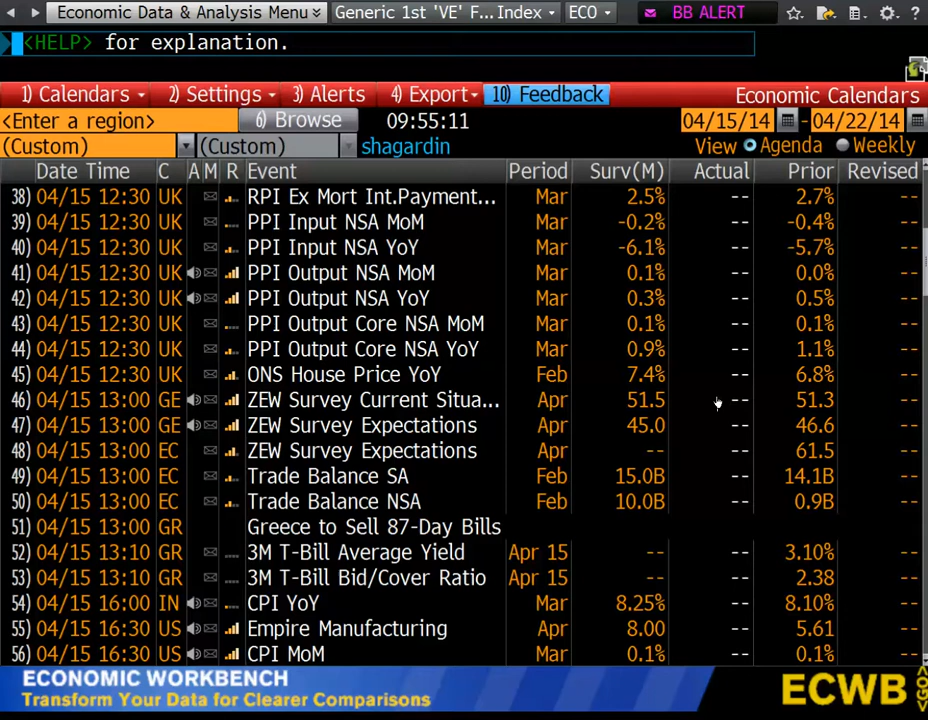 Economic Data & Analysis Menu Generic 1st 'VE' F... Index ECO BB ALERT ?
<HELP> for explanation.
1) Calendars 2) Settings 3) Alerts 4) Export 10) Feedback Economic Calendars
<Enter a region> 6) Browse 09:55:11 04/15/14 - 04/22/14
(Custom) (Custom) shagardin View Agenda Weekly
Date Time C A M R Event Period Surv(M) Actual Prior Revised
38) 04/15 12:30 UK RPI Ex Mort Int.Payment... Mar 2.5% -- 2.7% --
39) 04/15 12:30 UK PPI Input NSA MoM Mar -0.2% -- -0.4% --
40) 04/15 12:30 UK PPI Input NSA YoY Mar -6.1% -- -5.7% --
41) 04/15 12:30 UK PPI Output NSA MoM Mar 0.1% -- 0.0% --
42) 04/15 12:30 UK PPI Output NSA YoY Mar 0.3% -- 0.5% --
43) 04/15 12:30 UK PPI Output Core NSA MoM Mar 0.1% -- 0.1% --
44) 04/15 12:30 UK PPI Output Core NSA YoY Mar 0.9% -- 1.1% --
45) 04/15 12:30 UK ONS House Price YoY Feb 7.4% -- 6.8% --
46) 04/15 13:00 GE ZEW Survey Current Situa... Apr 51.5 -- 51.3 --
47) 04/15 13:00 GE ZEW Survey Expectations Apr 45.0 -- 46.6 --
48) 04/15 13:00 EC ZEW Survey Expectations Apr -- -- 61.5 --
49) 04/15 13:00 EC Trade Balance SA Feb 15.0B -- 14.1B --
50) 04/15 13:00 EC Trade Balance NSA Feb 10.0B -- 0.9B --
51) 04/15 13:00 GR Greece to Sell 87-Day Bills
52) 04/15 13:10 GR 3M T-Bill Average Yield Apr 15 -- -- 3.10% --
53) 04/15 13:10 GR 3M T-Bill Bid/Cover Ratio Apr 15 -- -- 2.38 --
54) 04/15 16:00 IN CPI YoY Mar 8.25% -- 8.10% --
55) 04/15 16:30 US Empire Manufacturing Apr 8.00 -- 5.61 --
56) 04/15 16:30 US CPI MoM Mar 0.1% -- 0.1% --
ECONOMIC WORKBENCH
Transform Your Data for Clearer Comparisons
ECWB
<GO>